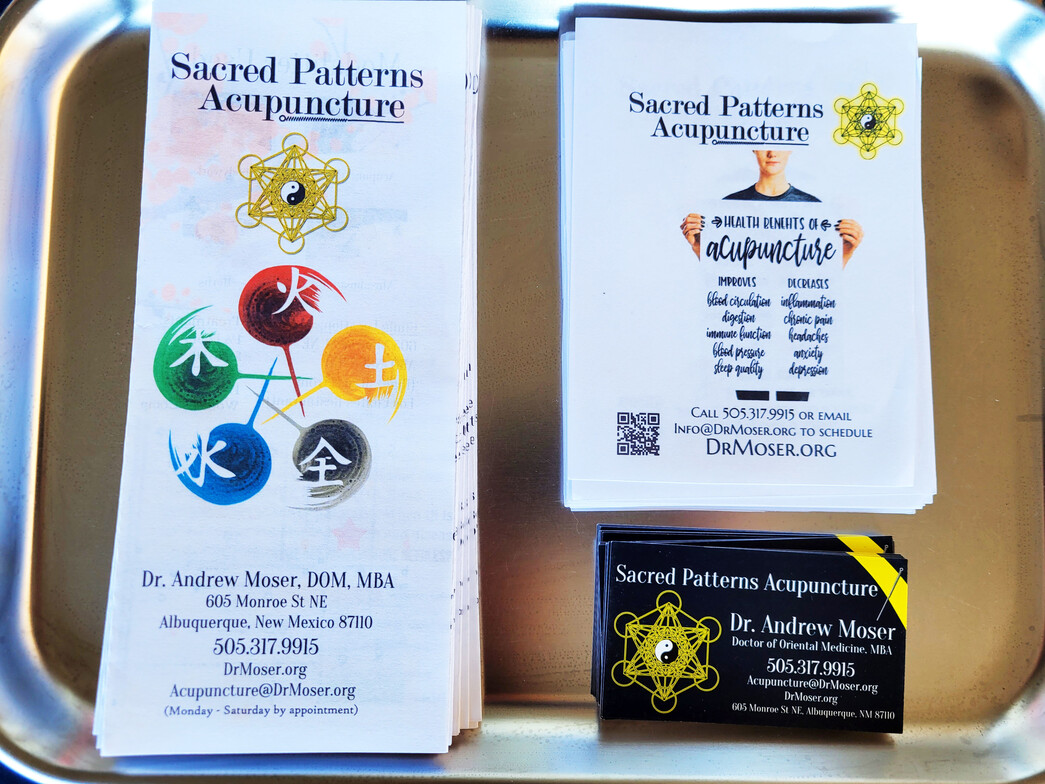 Sacred Patterns
Acupuncture
火
木
土
水
全
Dr. Andrew Moser, DOM, MBA
605 Monroe St NE
Albuquerque, New Mexico 87110
505.317.9915
DrMoser.org
Acupuncture@DrMoser.org
(Monday - Saturday by appointment)
Sacred Patterns
Acupuncture
HEALTH BENEFITS OF
acupuncture
IMPROVES
blood circulation
digestion
immune function
blood pressure
sleep quality
DECREASES
inflammation
chronic pain
headaches
anxiety
depression
Call 505.317.9915 or email
Info@DrMoser.org to schedule
DrMoser.org
Sacred Patterns Acupuncture
Dr. Andrew Moser
Doctor of Oriental Medicine, MBA
505.317.9915
Acupuncture@DrMoser.org
DrMoser.org
605 Monroe St NE, Albuquerque, NM 87110